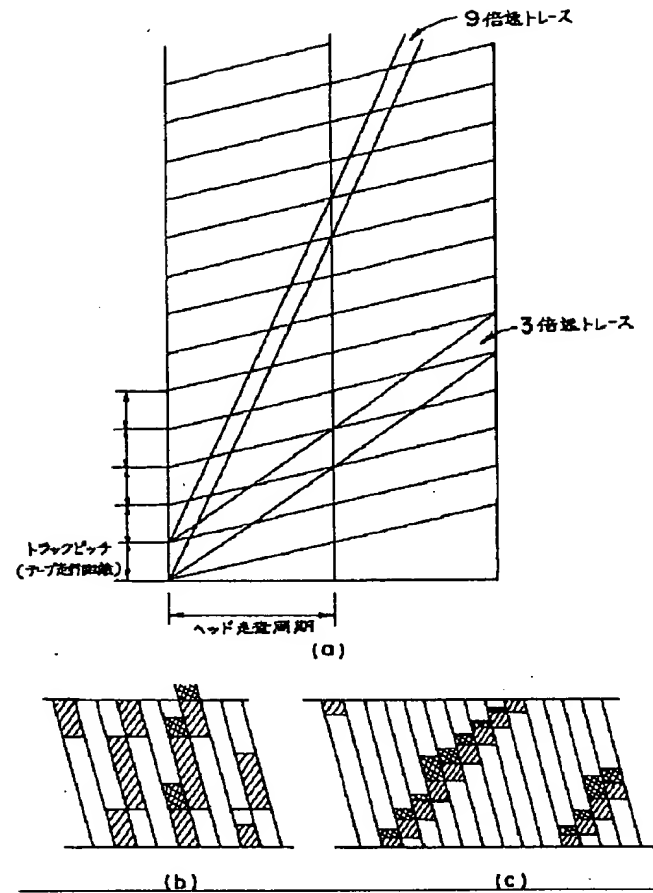 9倍速トレース
3倍速トレース
トラックピッチ
(テープ走行距離)
ヘッド走査周期
(a)
(b)
(c)